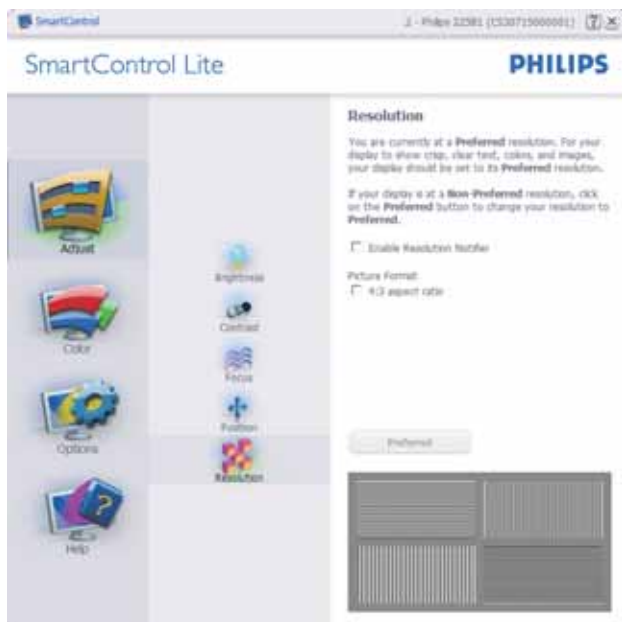 SmartControl
SmartControl Lite
PHILIPS
Adjust
Color
Options
Help
Brightness
Contrast
Focus
Position
Resolution
Resolution
You are currently at a Preferred resolution. For your
display to show crisp, clear text, colors, and images,
your display should be set to its Preferred resolution.
If your display is at a Non-Preferred resolution, click
on the Preferred button to change your resolution to
Preferred.
Enable Resolution Notifier
Picture Format
4:3 aspect ratio
Preferred